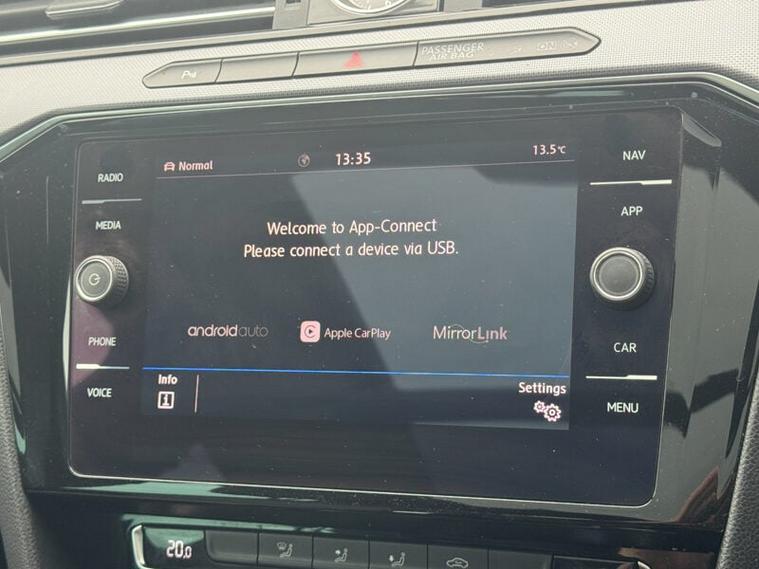 PASSENGER
AIR BAG
ON
RADIO
MEDIA
PHONE
VOICE
Normal
13:35
13.5°C
Welcome to App-Connect
Please connect a device via USB.
androidauto
Apple CarPlay
MirrorLink
Info
Settings
NAV
APP
CAR
MENU
20.0